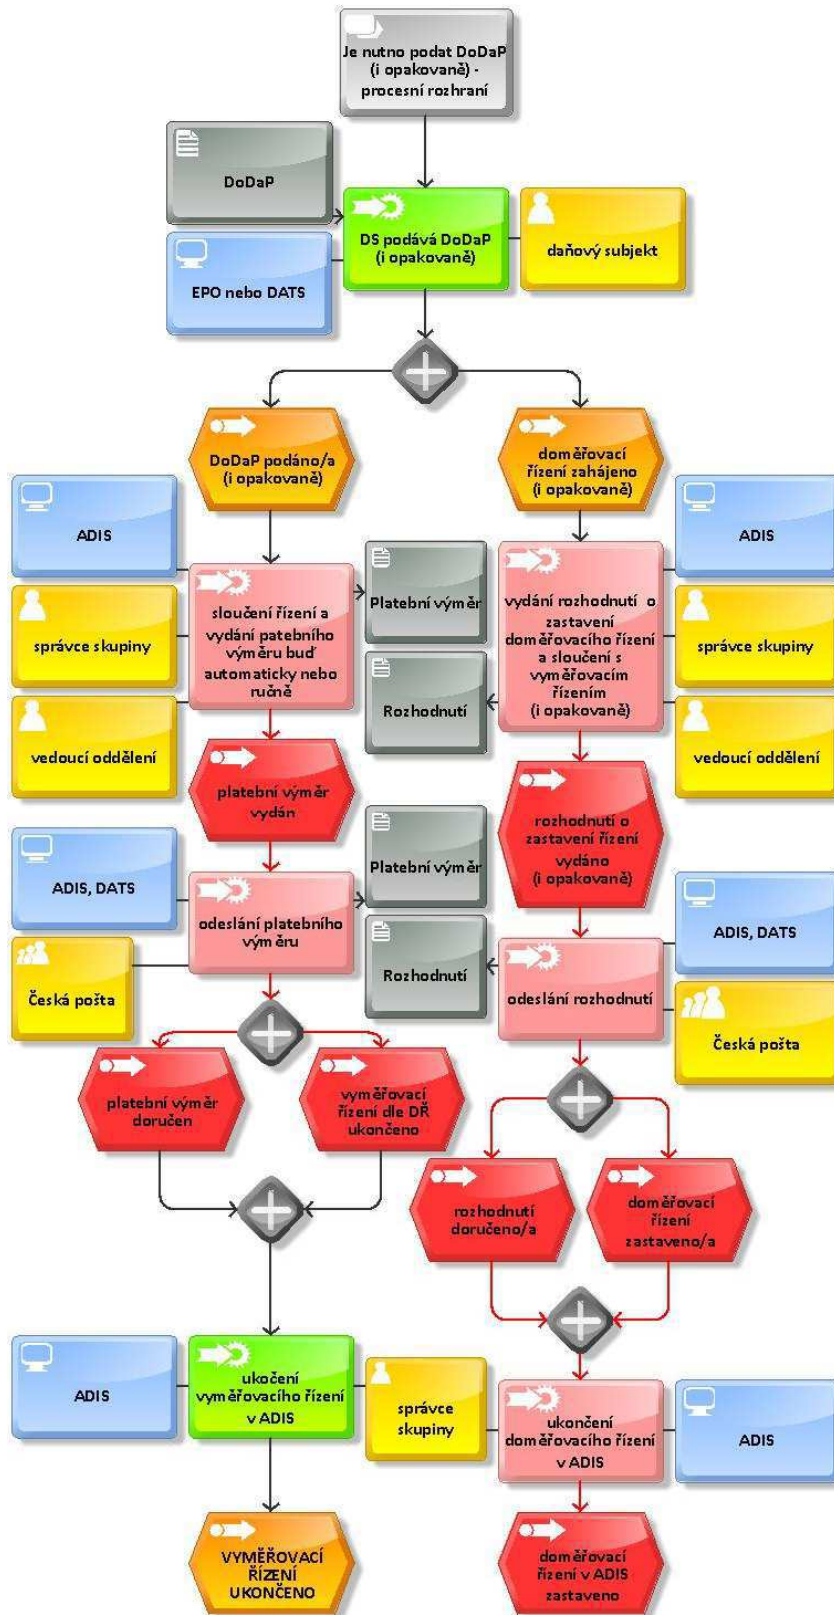 Je nutno podat DoDaP
(i opakovaně) -
procesní rozhraní
DoDaP
DS podává DoDaP
(i opakovaně)
daňový subjekt
EPO nebo DATS
DoDaP podáno/a
(i opakovaně)
doměřovací
řízení zahájeno
(i opakovaně)
ADIS
správce skupiny
vedoucí oddělení
sloučení řízení a
vydání patebního
výměru buď
automaticky nebo
ručně
Platební výměr
Rozhodnutí
vydání rozhodnutí o
zastavení
doměřovacího řízení
a sloučení s
vyměřovacím
řízením
(i opakovaně)
ADIS
správce skupiny
vedoucí oddělení
platební výměr
vydán
rozhodnutí o
zastavení řízení
vydáno
(i opakovaně)
ADIS, DATS
Česká pošta
odeslání platebního
výměru
Platební výměr
Rozhodnutí
odeslání rozhodnutí
ADIS, DATS
Česká pošta
platební výměr
doručen
vyměřovací
řízení dle DŘ
ukončeno
rozhodnutí
doručeno/a
doměřovací
řízení
zastaveno/a
ADIS
ukočení
vyměřovacího řízení
v ADIS
správce
skupiny
ukončení
doměřovacího řízení
v ADIS
ADIS
VYMĚŘOVACÍ
ŘÍZENÍ
UKONČENO
doměřovací
řízení v ADIS
zastaveno